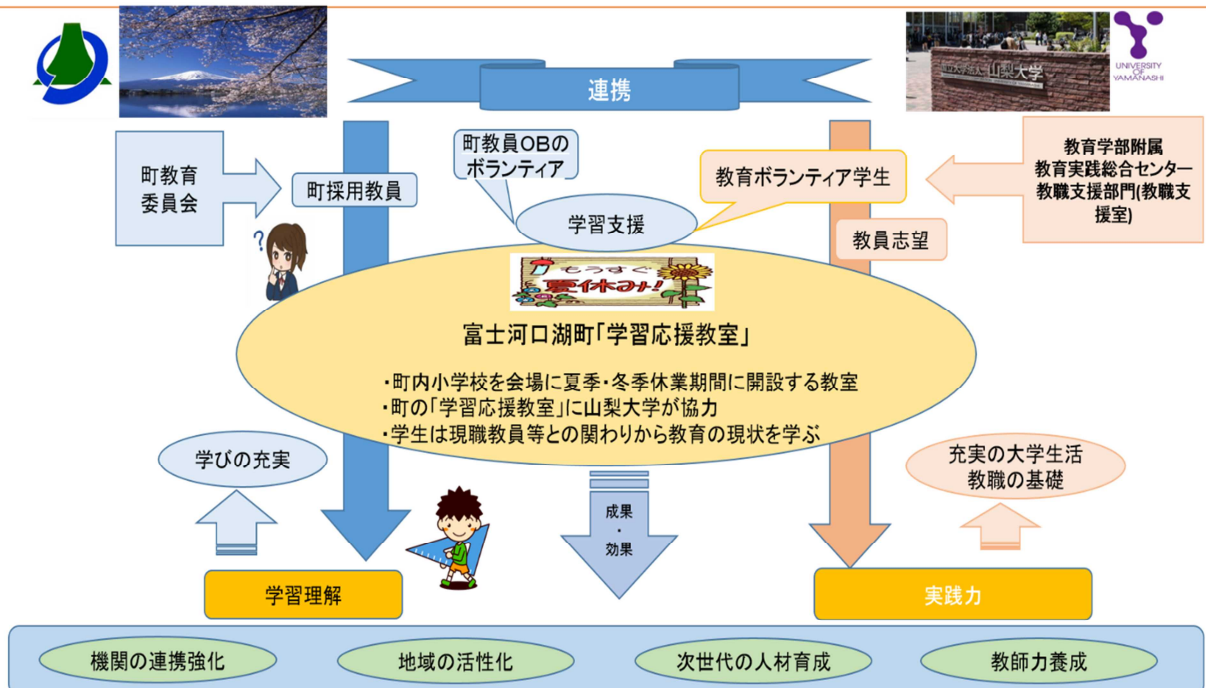 連携
国立大学法人 山梨大学
UNIVERSITY
OF
YAMANASHI
町教育
委員会
町採用教員
町教員OBの
ボランティア
学習支援
教育ボランティア学生
教員志望
教育学部附属
教育実践総合センター
教職支援部門(教職支
援室)
?
もうすぐ
夏休み!
富士河口湖町「学習応援教室」
・町内小学校を会場に夏季・冬季休業期間に開設する教室
・町の「学習応援教室」に山梨大学が協力
・学生は現職教員等との関わりから教育の現状を学ぶ
学びの充実
充実の大学生活
教職の基礎
成果
・
効果
学習理解
実践力
機関の連携強化
地域の活性化
次世代の人材育成
教師力養成